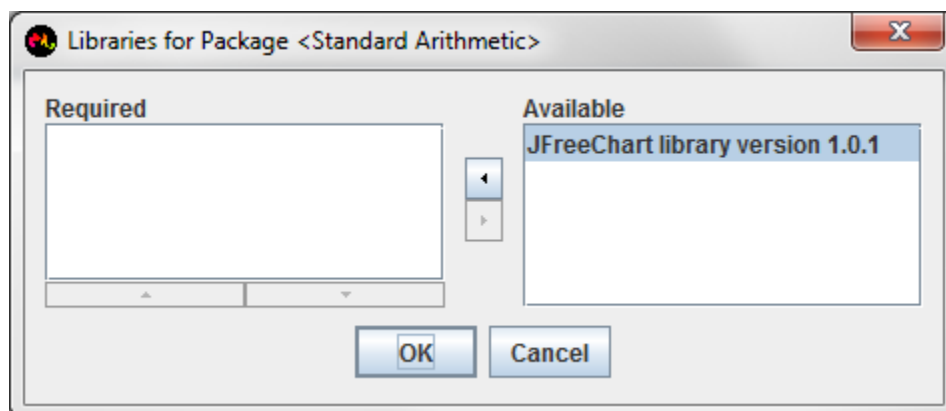 Libraries for Package <Standard Arithmetic>
Required
Available
JFreeChart library version 1.0.1
OK
Cancel